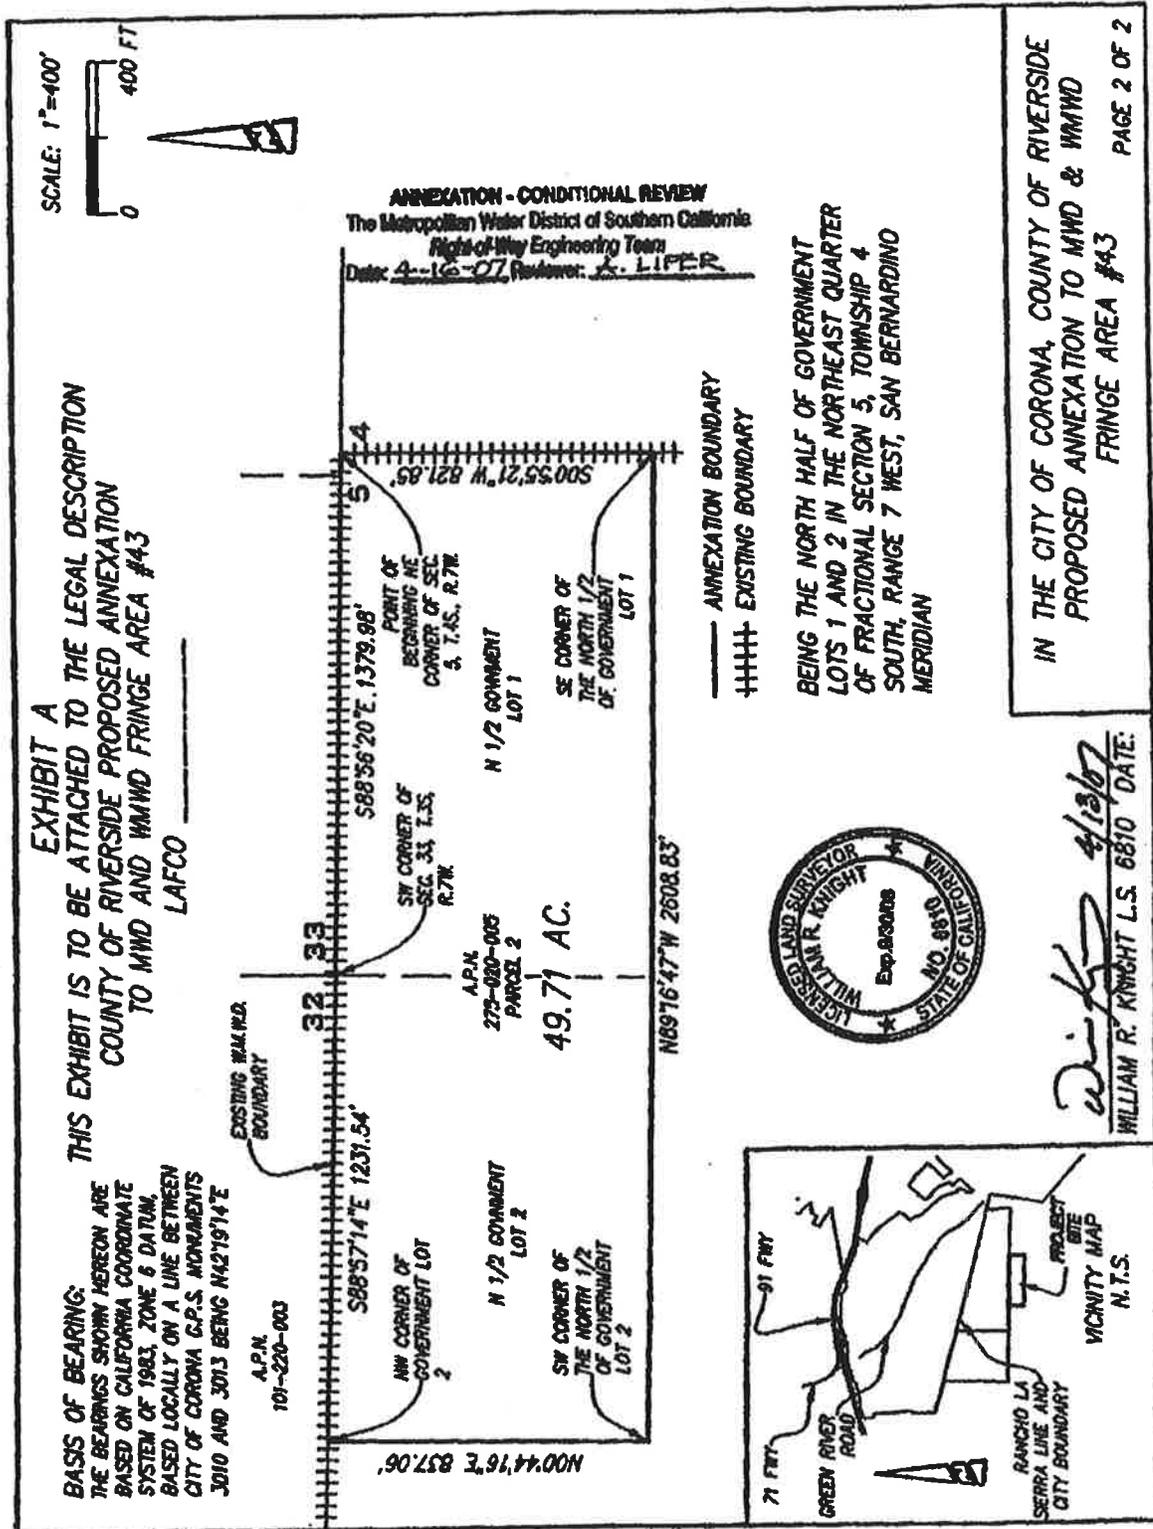 EXHIBIT A
THIS EXHIBIT IS TO BE ATTACHED TO THE LEGAL DESCRIPTION
COUNTY OF RIVERSIDE PROPOSED ANNEXATION
TO MWD AND WMWD FRINGE AREA #43
LAFCO
SCALE: 1"=400'
0
400 FT
BASIS OF BEARING:
THE BEARINGS SHOWN HEREON ARE
BASED ON CALIFORNIA COORDINATE
SYSTEM OF 1983, ZONE 6 DATUM,
BASED LOCALLY ON A LINE BETWEEN
CITY OF CORONA G.P.S. MONUMENTS
3010 AND 3013 BEING N42°19'14"E
A.P.N.
101-220-003
EXISTING W.M.W.D.
BOUNDARY
32
33
5
4
S88°57'14"E 1231.54'
S88°56'20"E 1379.98'
NW CORNER OF
GOVERNMENT LOT
2
SW CORNER OF
SEC. 33, T.3S,
R.7W.
POINT OF
BEGINNING NE
CORNER OF SEC.
5, T.4S., R.7W.
S00°55'21"W 821.85'
N00°44'16"E 837.06'
N 1/2 GOVNMENT
LOT 2
A.P.N.
275-020-005
PARCEL 2
49.71 AC.
N 1/2 GOVNMENT
LOT 1
SW CORNER OF
THE NORTH 1/2
OF GOVERNMENT
LOT 2
SE CORNER OF
THE NORTH 1/2
OF GOVERNMENT
LOT 1
N89°16'47"W 2608.83'
ANNEXATION - CONDITIONAL REVIEW
The Metropolitan Water District of Southern California
Right-of-Way Engineering Team
Date: 4-16-07 Reviewer: A. LIPER
ANNEXATION BOUNDARY
EXISTING BOUNDARY
BEING THE NORTH HALF OF GOVERNMENT
LOTS 1 AND 2 IN THE NORTHEAST QUARTER
OF FRACTIONAL SECTION 5, TOWNSHIP 4
SOUTH, RANGE 7 WEST, SAN BERNARDINO
MERIDIAN
71 FWY
91 FWY
GREEN RIVER
ROAD
RANCHO LA
SIERRA LINE AND
CITY BOUNDARY
PROJECT
SITE
VICINITY MAP
N.T.S.
LICENSED LAND SURVEYOR
WILLIAM R. KNIGHT
Exp.9/30/08
NO. 6810
STATE OF CALIFORNIA
4/13/07
WILLIAM R. KNIGHT L.S. 6810 DATE:
IN THE CITY OF CORONA, COUNTY OF RIVERSIDE
PROPOSED ANNEXATION TO MWD & WMWD
FRINGE AREA #43
PAGE 2 OF 2